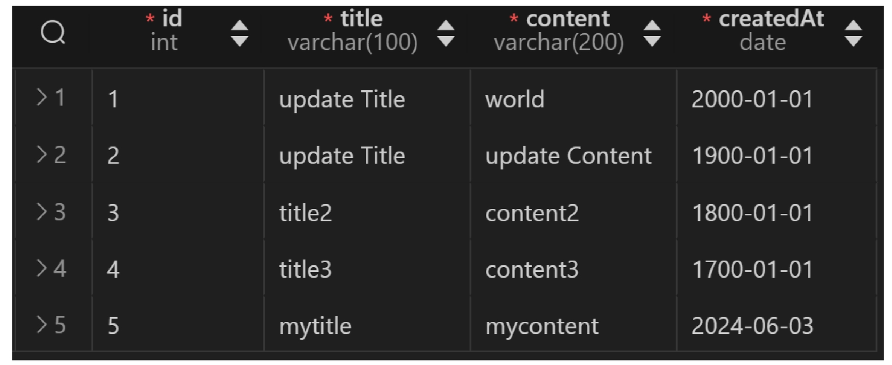 * id * title * content * createdAt
int varchar(100) varchar(200) date
> 1 1 update Title world 2000-01-01
> 2 2 update Title update Content 1900-01-01
> 3 3 title2 content2 1800-01-01
> 4 4 title3 content3 1700-01-01
> 5 5 mytitle mycontent 2024-06-03